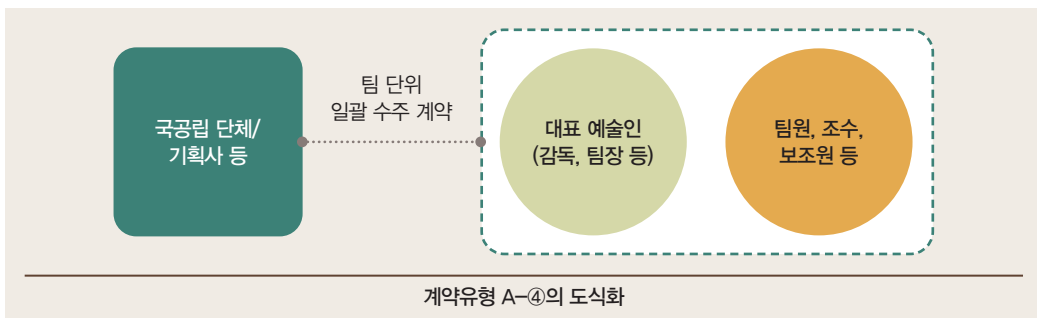 국공립 단체/
기획사 등
팀 단위
일괄 수주 계약
대표 예술인
(감독, 팀장 등)
팀원, 조수,
보조원 등
계약유형 A-④의 도식화